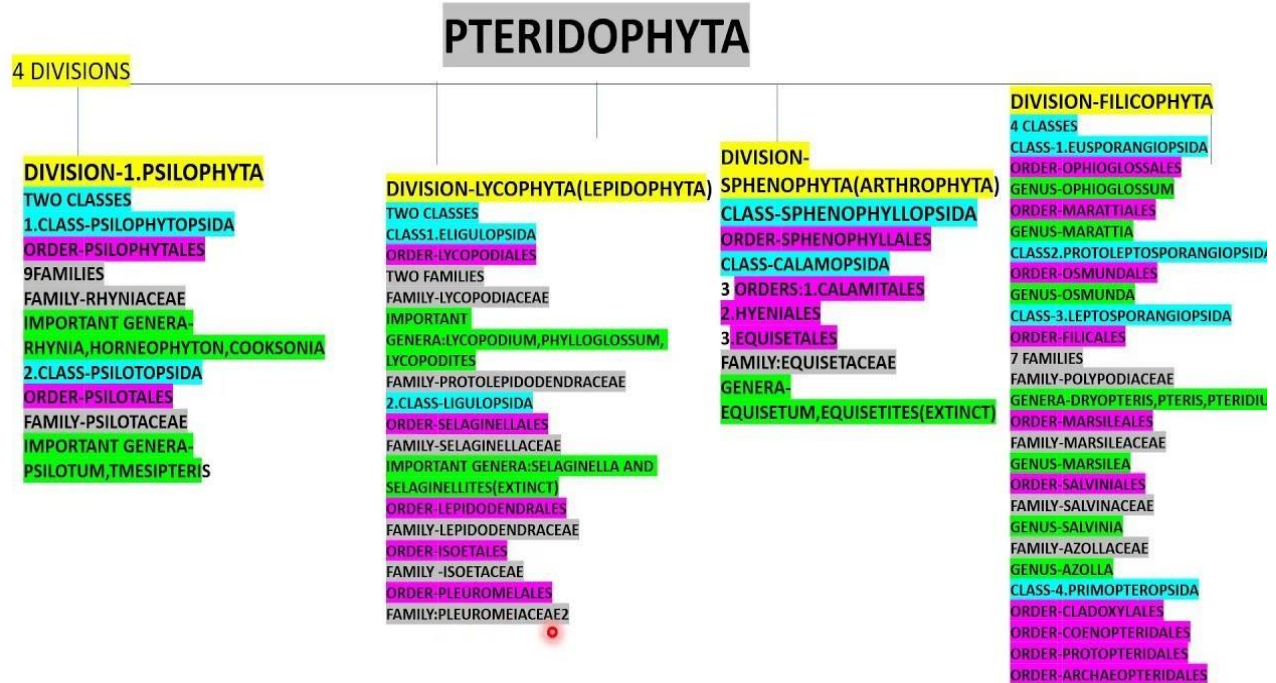 PTERIDOPHYTA
4 DIVISIONS
DIVISION-1.PSILOPHYTA
TWO CLASSES
1.CLASS-PSILOPHYTOPSIDA
ORDER-PSILOPHYTALES
9FAMILIES
FAMILY-RHYNIACEAE
IMPORTANT GENERA-
RHYNIA,HORNEOPHYTON,COOKSONIA
2.CLASS-PSILOTOPSIDA
ORDER-PSILOTALES
FAMILY-PSILOTACEAE
IMPORTANT GENERA-
PSILOTUM,TMESIPTERIS
DIVISION-LYCOPHYTA(LEPIDOPHYTA)
TWO CLASSES
CLASS1.ELIGULOPSIDA
ORDER-LYCOPODIALES
TWO FAMILIES
FAMILY-LYCOPODIACEAE
IMPORTANT
GENERA:LYCOPODIUM,PHYLLOGLOSSUM,
LYCOPODITES
FAMILY-PROTOLEPIDODENDRACEAE
2.CLASS-LIGULOPSIDA
ORDER-SELAGINELLALES
FAMILY-SELAGINELLACEAE
IMPORTANT GENERA:SELAGINELLA AND
SELAGINELLITES(EXTINCT)
ORDER-LEPIDODENDRALES
FAMILY-LEPIDODENDRACEAE
ORDER-ISOETALES
FAMILY -ISOETACEAE
ORDER-PLEUROMELALES
FAMILY:PLEUROMEIACEAE2
DIVISION-
SPHENOPHYTA(ARTHROPHYTA)
CLASS-SPHENOPHYLLOPSIDA
ORDER-SPHENOPHYLLALES
CLASS-CALAMOPSIDA
3 ORDERS:1.CALAMITALES
2.HYENIALES
3.EQUISETALES
FAMILY:EQUISETACEAE
GENERA-
EQUISETUM,EQUISETITES(EXTINCT)
DIVISION-FILICOPHYTA
4 CLASSES
CLASS-1.EUSPORANGIOPSIDA
ORDER-OPHIOGLOSSALES
GENUS-OPHIOGLOSSUM
ORDER-MARATTIALES
GENUS-MARATTIA
CLASS2.PROTOLEPTOSPORANGIOPSIDA
ORDER-OSMUNDALES
GENUS-OSMUNDA
CLASS-3.LEPTOSPORANGIOPSIDA
ORDER-FILICALES
7 FAMILIES
FAMILY-POLYPODIACEAE
GENERA-DRYOPTERIS,PTERIS,PTERIDIU
ORDER-MARSILEALES
FAMILY-MARSILEACEAE
GENUS-MARSILEA
ORDER-SALVINIALES
FAMILY-SALVINACEAE
GENUS-SALVINIA
FAMILY-AZOLLACEAE
GENUS-AZOLLA
CLASS-4.PRIMOPTEROPSIDA
ORDER-CLADOXYLALES
ORDER-COENOPTERIDALES
ORDER-PROTOPTERIDALES
ORDER-ARCHAEOPTERIDALES